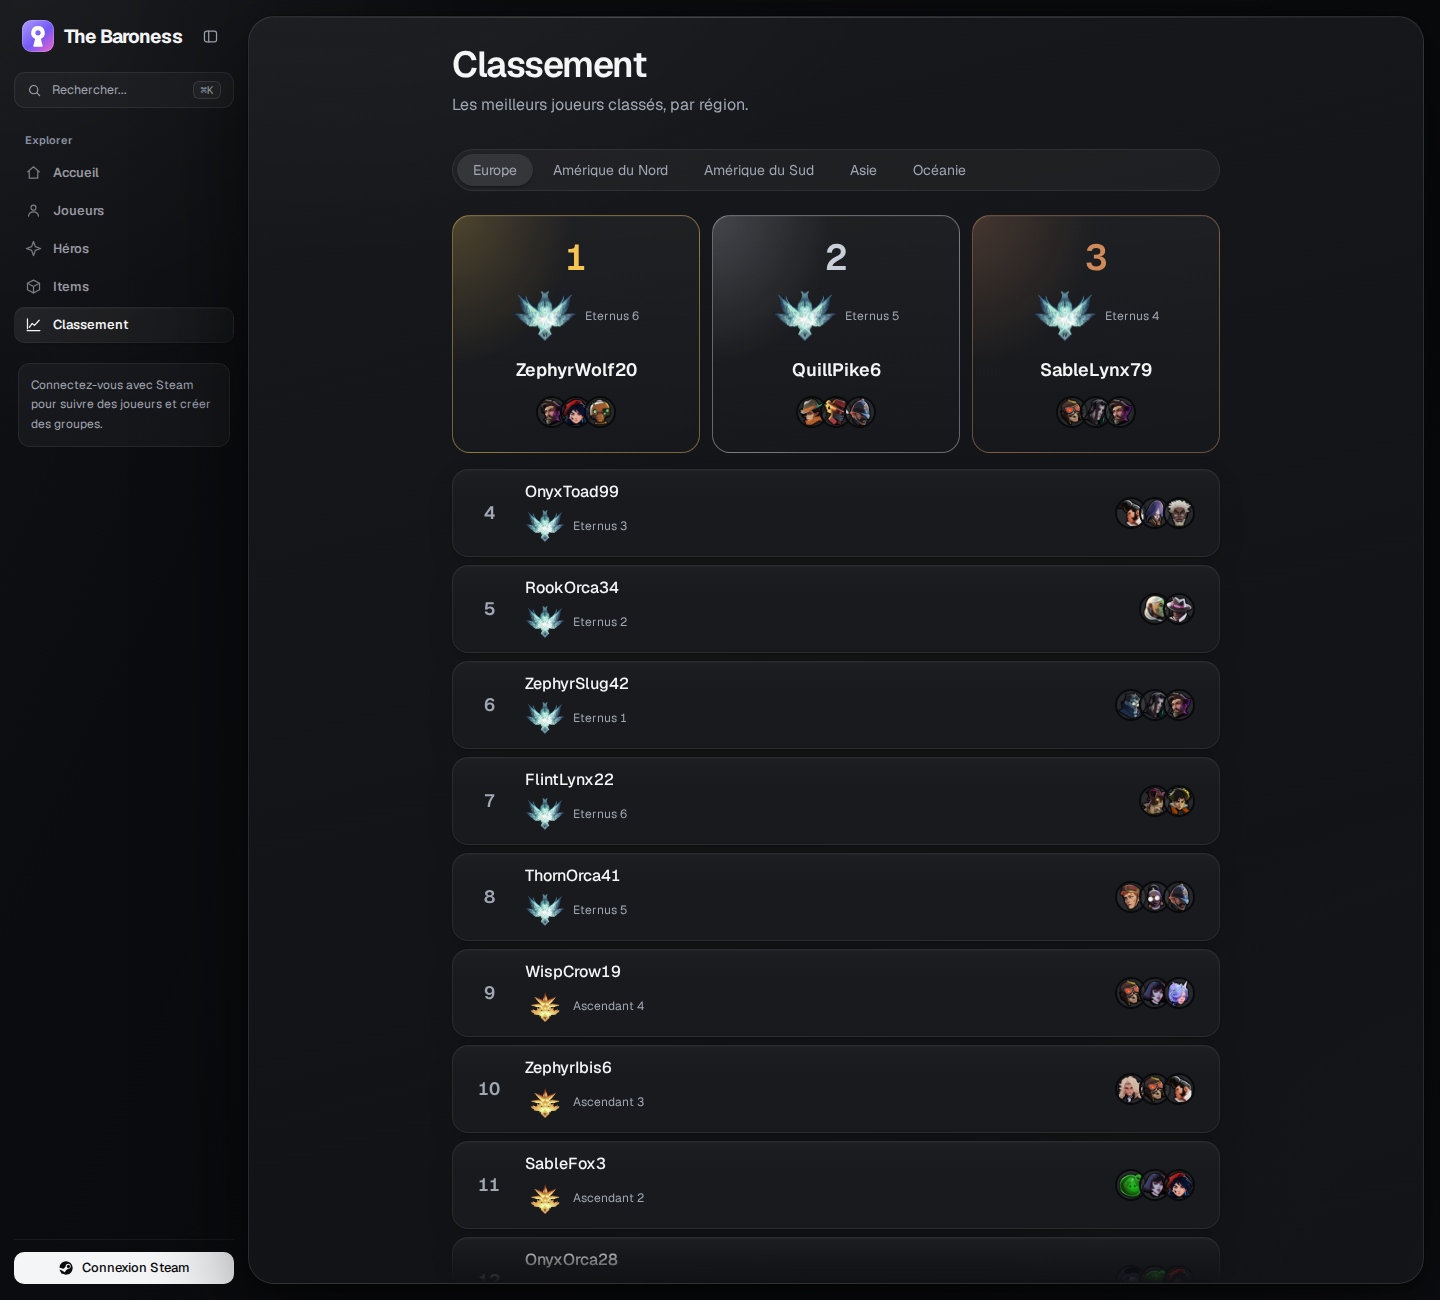 The Baroness
Rechercher...
⌘K
Explorer
Accueil
Joueurs
Héros
Items
Classement
Connectez-vous avec Steam
pour suivre des joueurs et créer
des groupes.
Connexion Steam
Classement
Les meilleurs joueurs classés, par région.
Europe
Amérique du Nord
Amérique du Sud
Asie
Océanie
1
Eternus 6
ZephyrWolf20
2
Eternus 5
QuillPike6
3
Eternus 4
SableLynx79
4
OnyxToad99
Eternus 3
5
RookOrca34
Eternus 2
6
ZephyrSlug42
Eternus 1
7
FlintLynx22
Eternus 6
8
ThornOrca41
Eternus 5
9
WispCrow19
Ascendant 4
10
ZephyrIbis6
Ascendant 3
11
SableFox3
Ascendant 2
12
OnyxOrca28